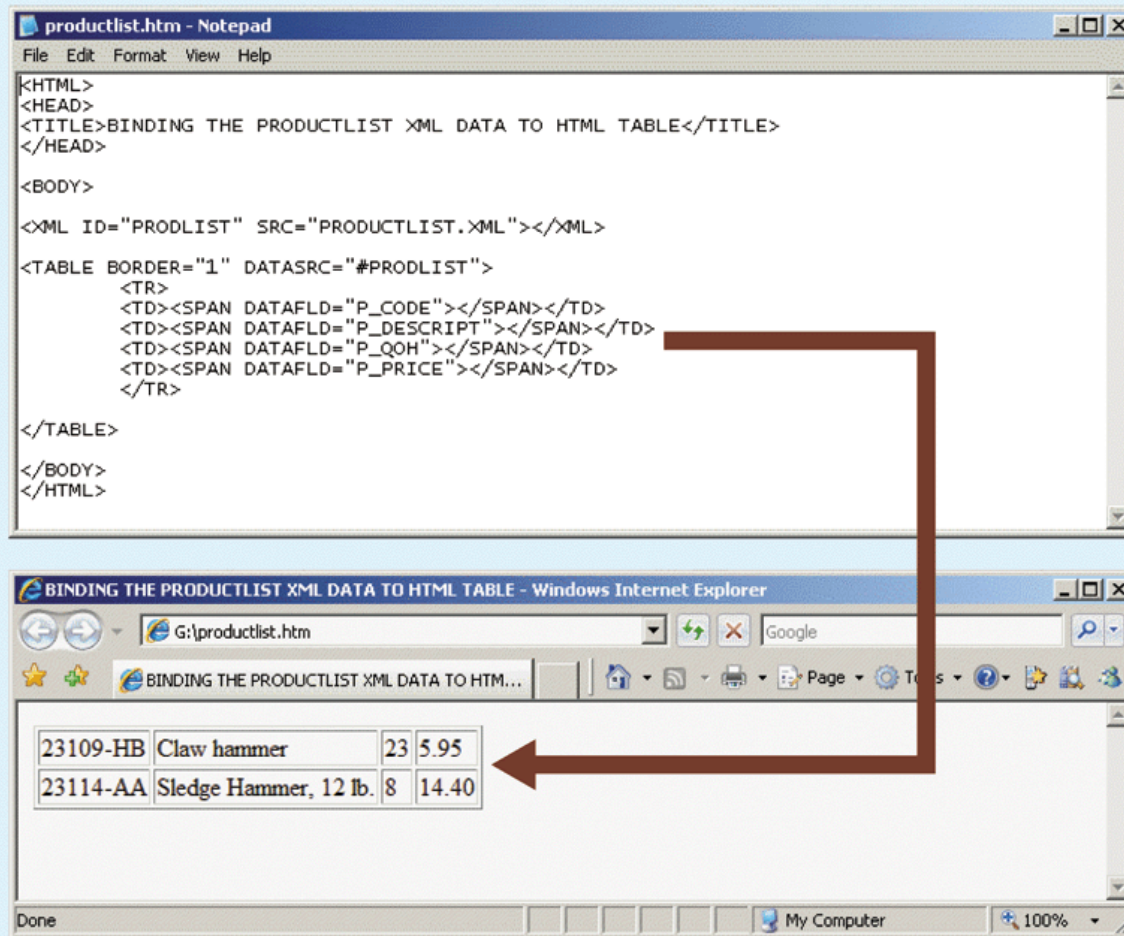 productlist.htm - Notepad
File Edit Format View Help
<HTML>
<HEAD>
<TITLE>BINDING THE PRODUCTLIST XML DATA TO HTML TABLE</TITLE>
</HEAD>
<BODY>
<XML ID="PRODLIST" SRC="PRODUCTLIST.XML"></XML>
<TABLE BORDER="1" DATASRC="#PRODLIST">
<TR>
<TD><SPAN DATAFLD="P_CODE"></SPAN></TD>
<TD><SPAN DATAFLD="P_DESCRIPT"></SPAN></TD>
<TD><SPAN DATAFLD="P_QOH"></SPAN></TD>
<TD><SPAN DATAFLD="P_PRICE"></SPAN></TD>
</TR>
</TABLE>
</BODY>
</HTML>
BINDING THE PRODUCTLIST XML DATA TO HTML TABLE - Windows Internet Explorer
G:\productlist.htm Google
BINDING THE PRODUCTLIST XML DATA TO HTM... Page
23109-HB Claw hammer 23 5.95
23114-AA Sledge Hammer, 12 lb. 8 14.40
Done My Computer 100%